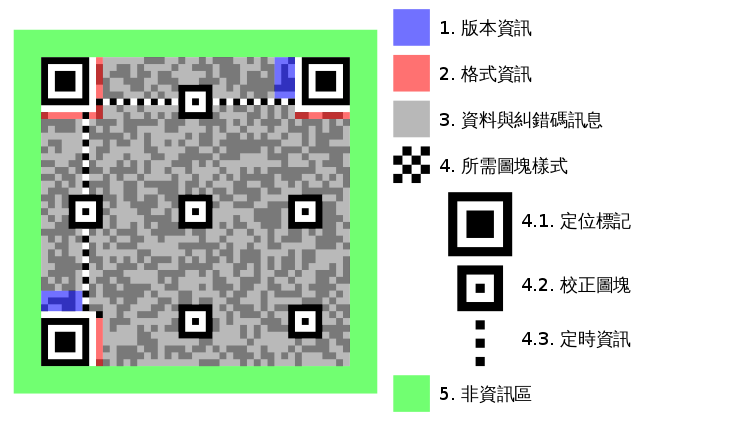 1. 版本資訊
2. 格式資訊
3. 資料與糾錯碼訊息
4. 所需圖塊樣式
4.1. 定位標記
4.2. 校正圖塊
4.3. 定時資訊
5. 非資訊區